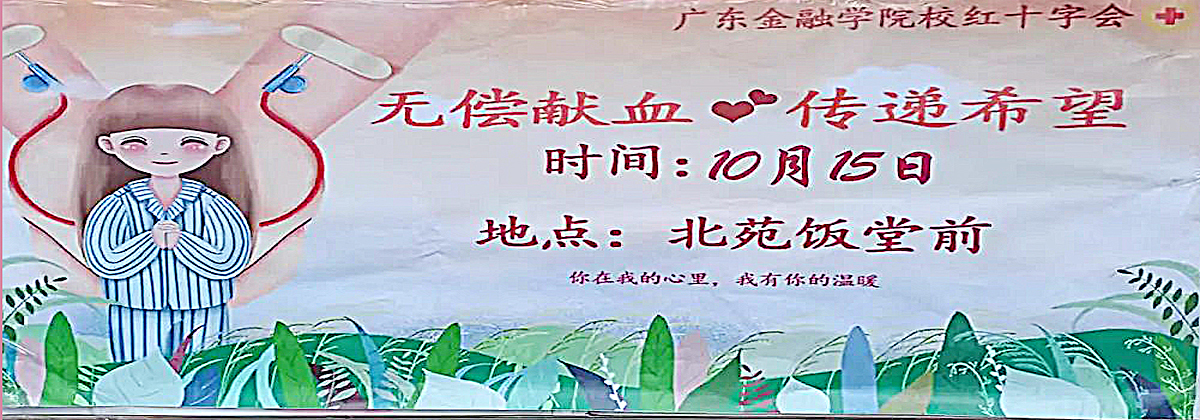 广东金融学院校红十字会
无偿献血 传递希望
时间：10月15日
地点：北苑饭堂前
你在我的心里，我有你的温暖